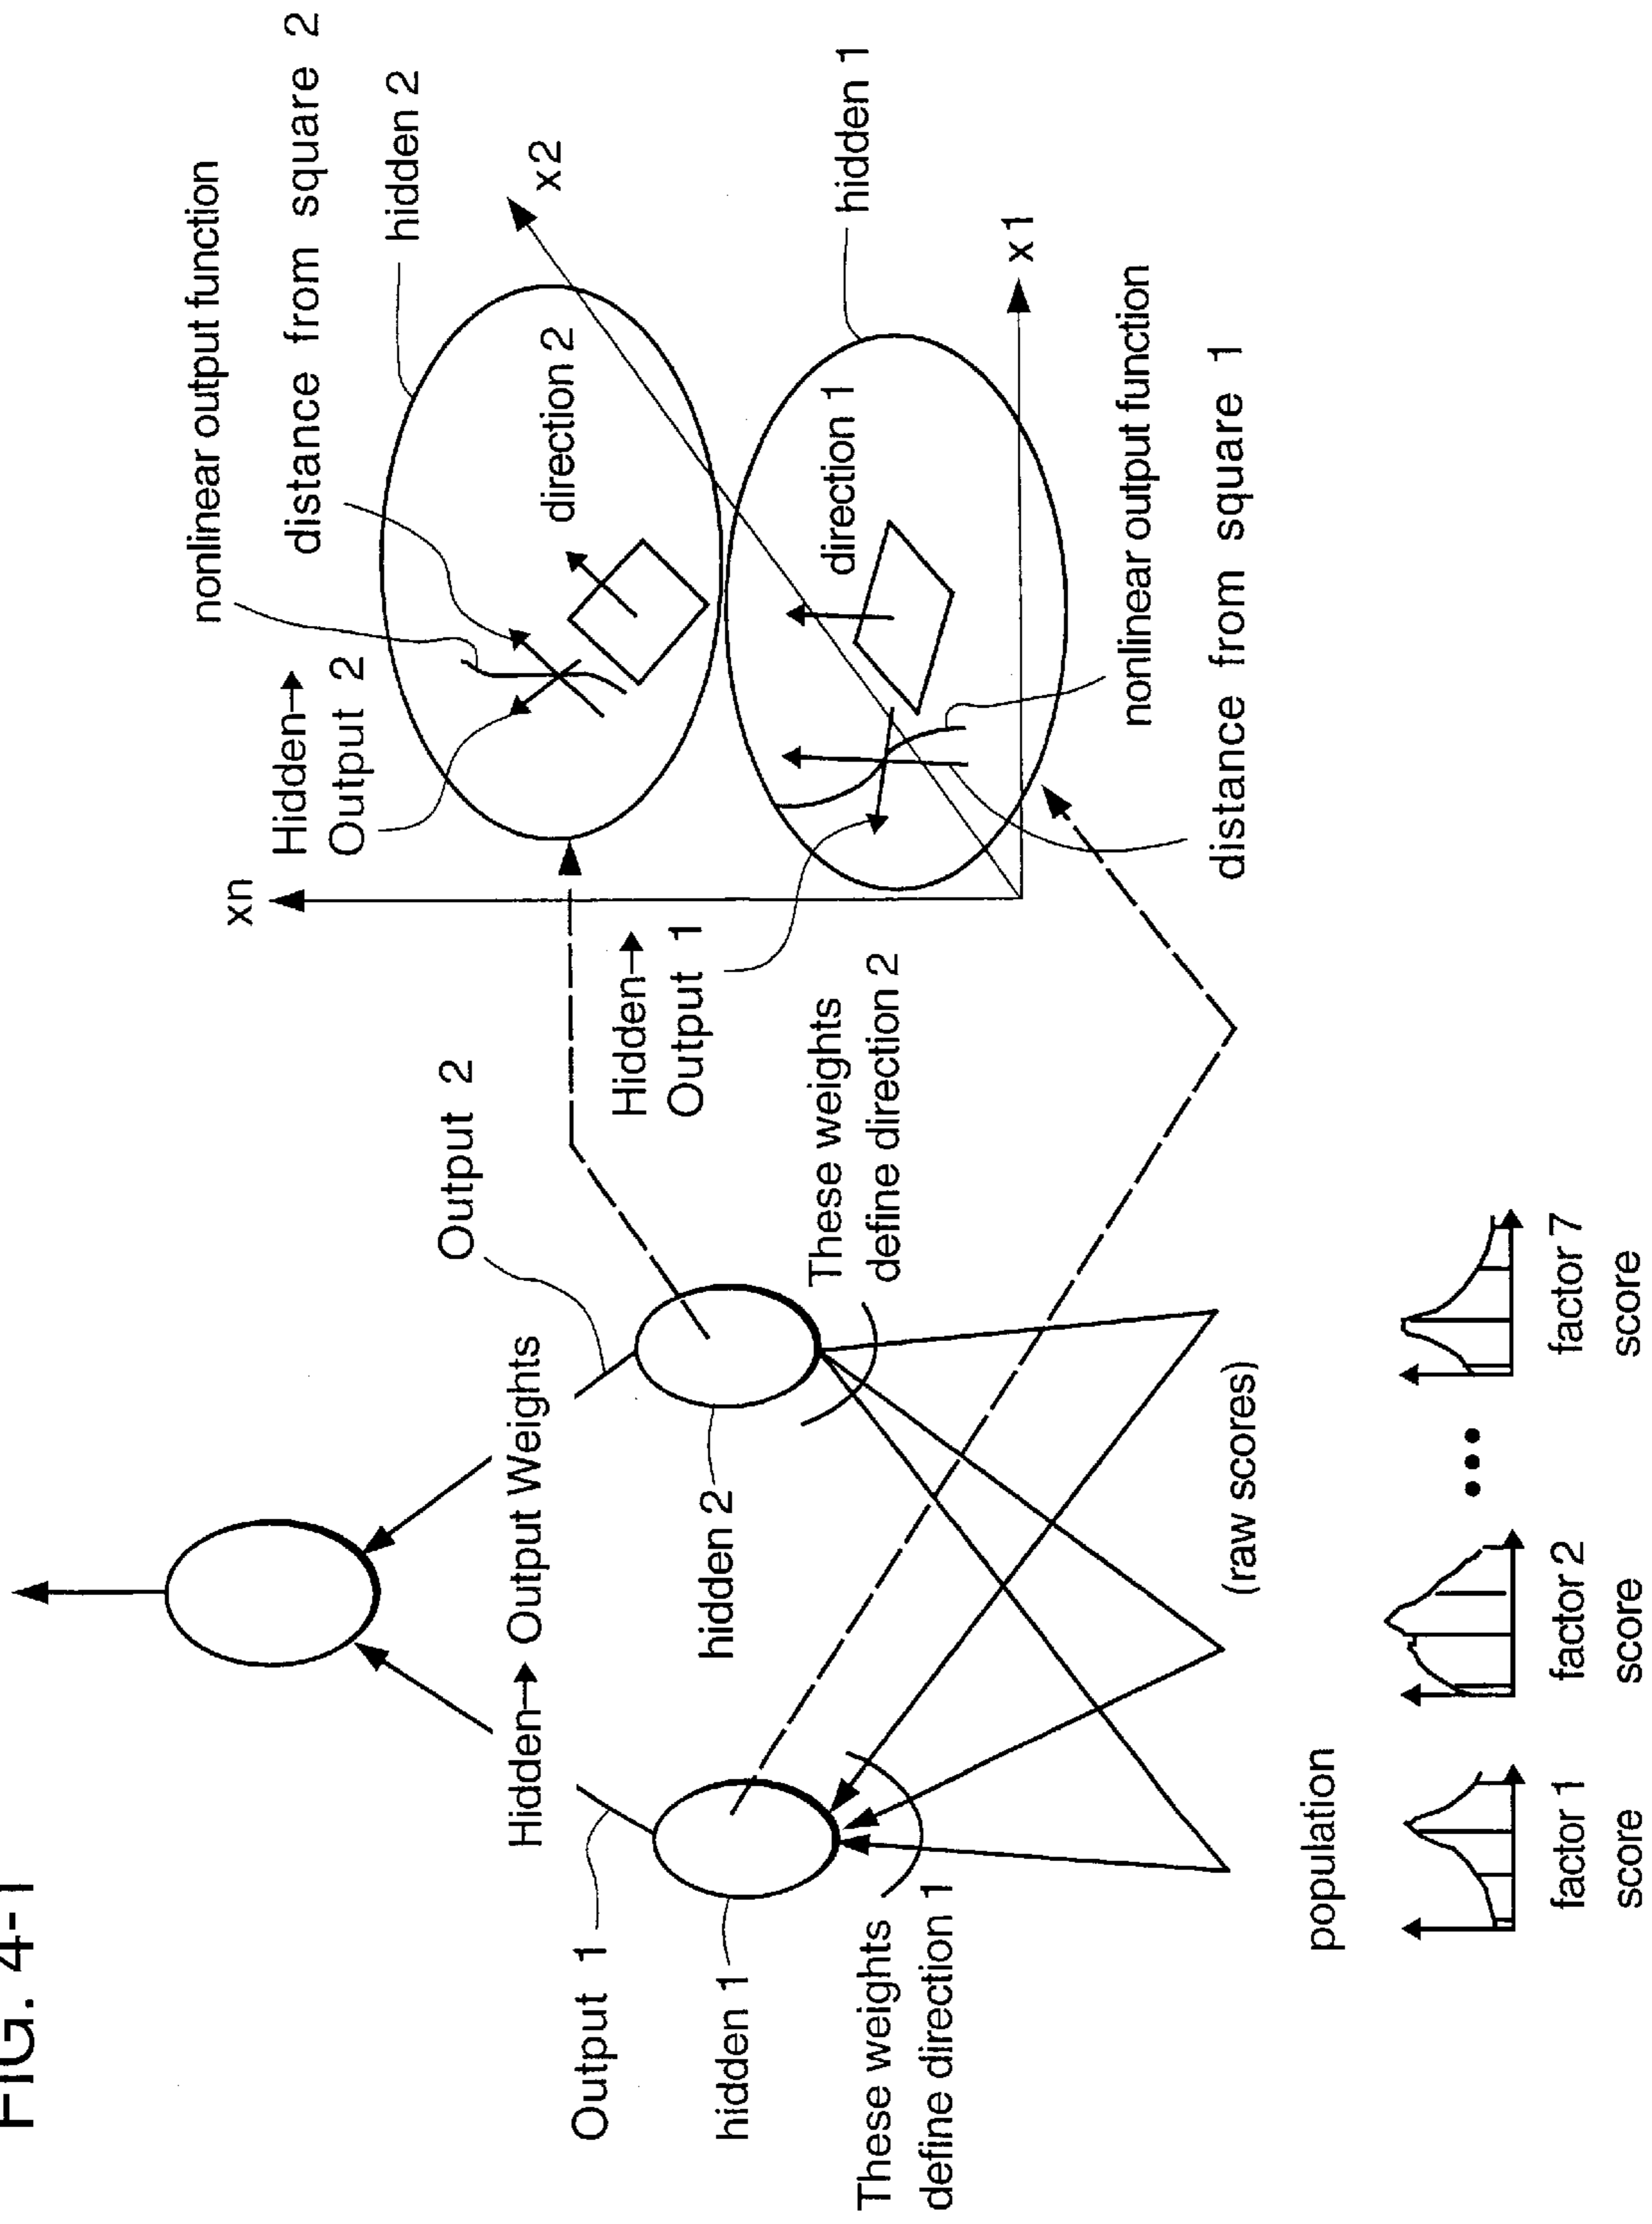 FIG. 4-1
Output 1
hidden 1
These weights
define direction 1
Hidden→ Output Weights
Output 2
hidden 2
These weights
define direction 2
(raw scores)
population
factor 1
score
factor 2
score
factor 7
score
xn
x2
x1
nonlinear output function
distance from square 2
hidden 2
Hidden→
Output 2
direction 2
Hidden→
Output 1
direction 1
hidden 1
nonlinear output function
distance from square 1